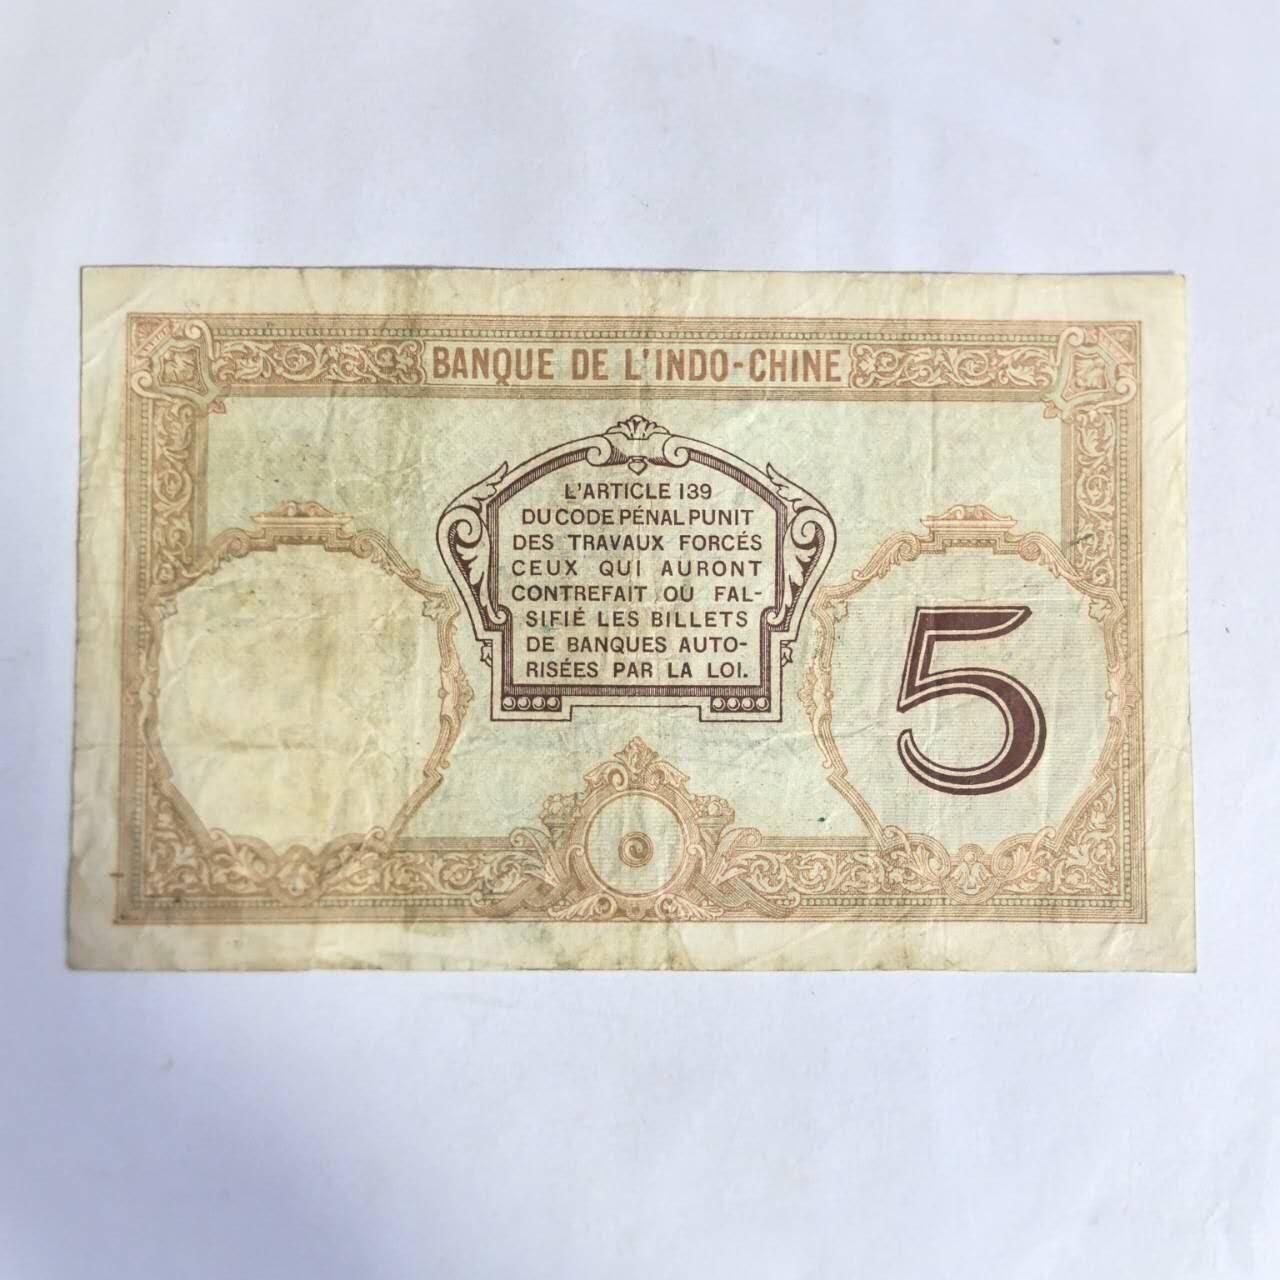 BANQUE DE L'INDO-CHINE
L'ARTICLE 139
DU CODE PÉNAL PUNIT
DES TRAVAUX FORCÉS
CEUX QUI AURONT
CONTREFAIT OU FAL-
SIFIÉ LES BILLETS
DE BANQUES AUTO-
RISÉES PAR LA LOI.
5